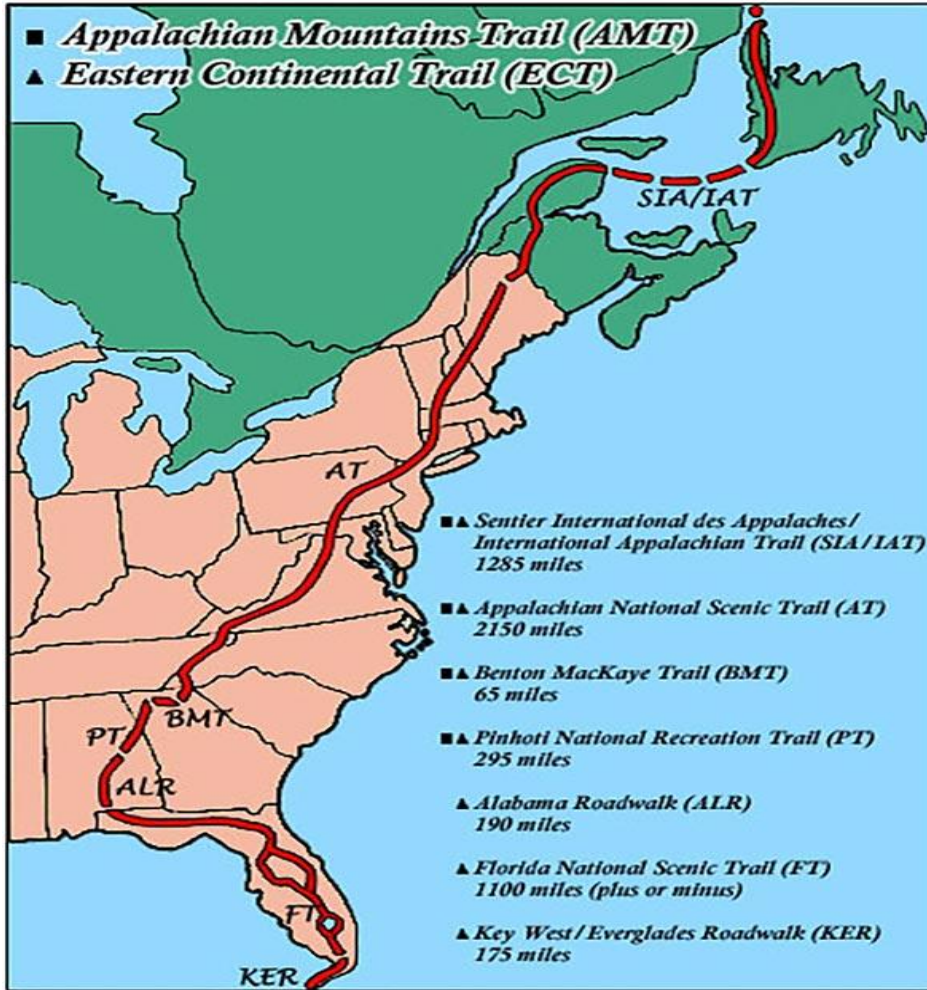 ■ Appalachian Mountains Trail (AMT)
▲ Eastern Continental Trail (ECT)
SIA/IAT
AT
■▲ Sentier International des Appalaches/
International Appalachian Trail (SIA/IAT)
1285 miles
■▲ Appalachian National Scenic Trail (AT)
2150 miles
■▲ Benton MacKaye Trail (BMT)
65 miles
BMT
PT
■▲ Pinhoti National Recreation Trail (PT)
295 miles
ALR
▲ Alabama Roadwalk (ALR)
190 miles
▲ Florida National Scenic Trail (FT)
1100 miles (plus or minus)
FT
▲ Key West/Everglades Roadwalk (KER)
175 miles
KER